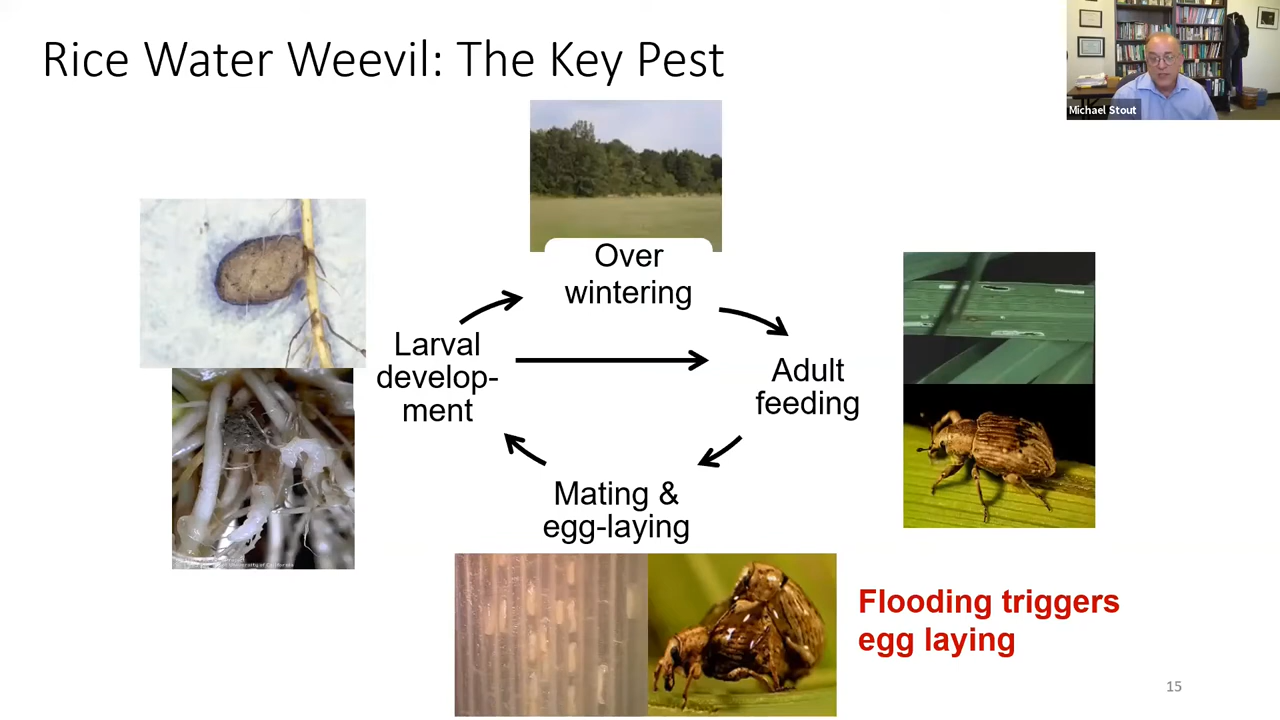 Rice Water Weevil: The Key Pest
Michael Stout
Over
wintering
Larval
develop-
ment
Adult
feeding
Mating &
egg-laying
Flooding triggers
egg laying
15